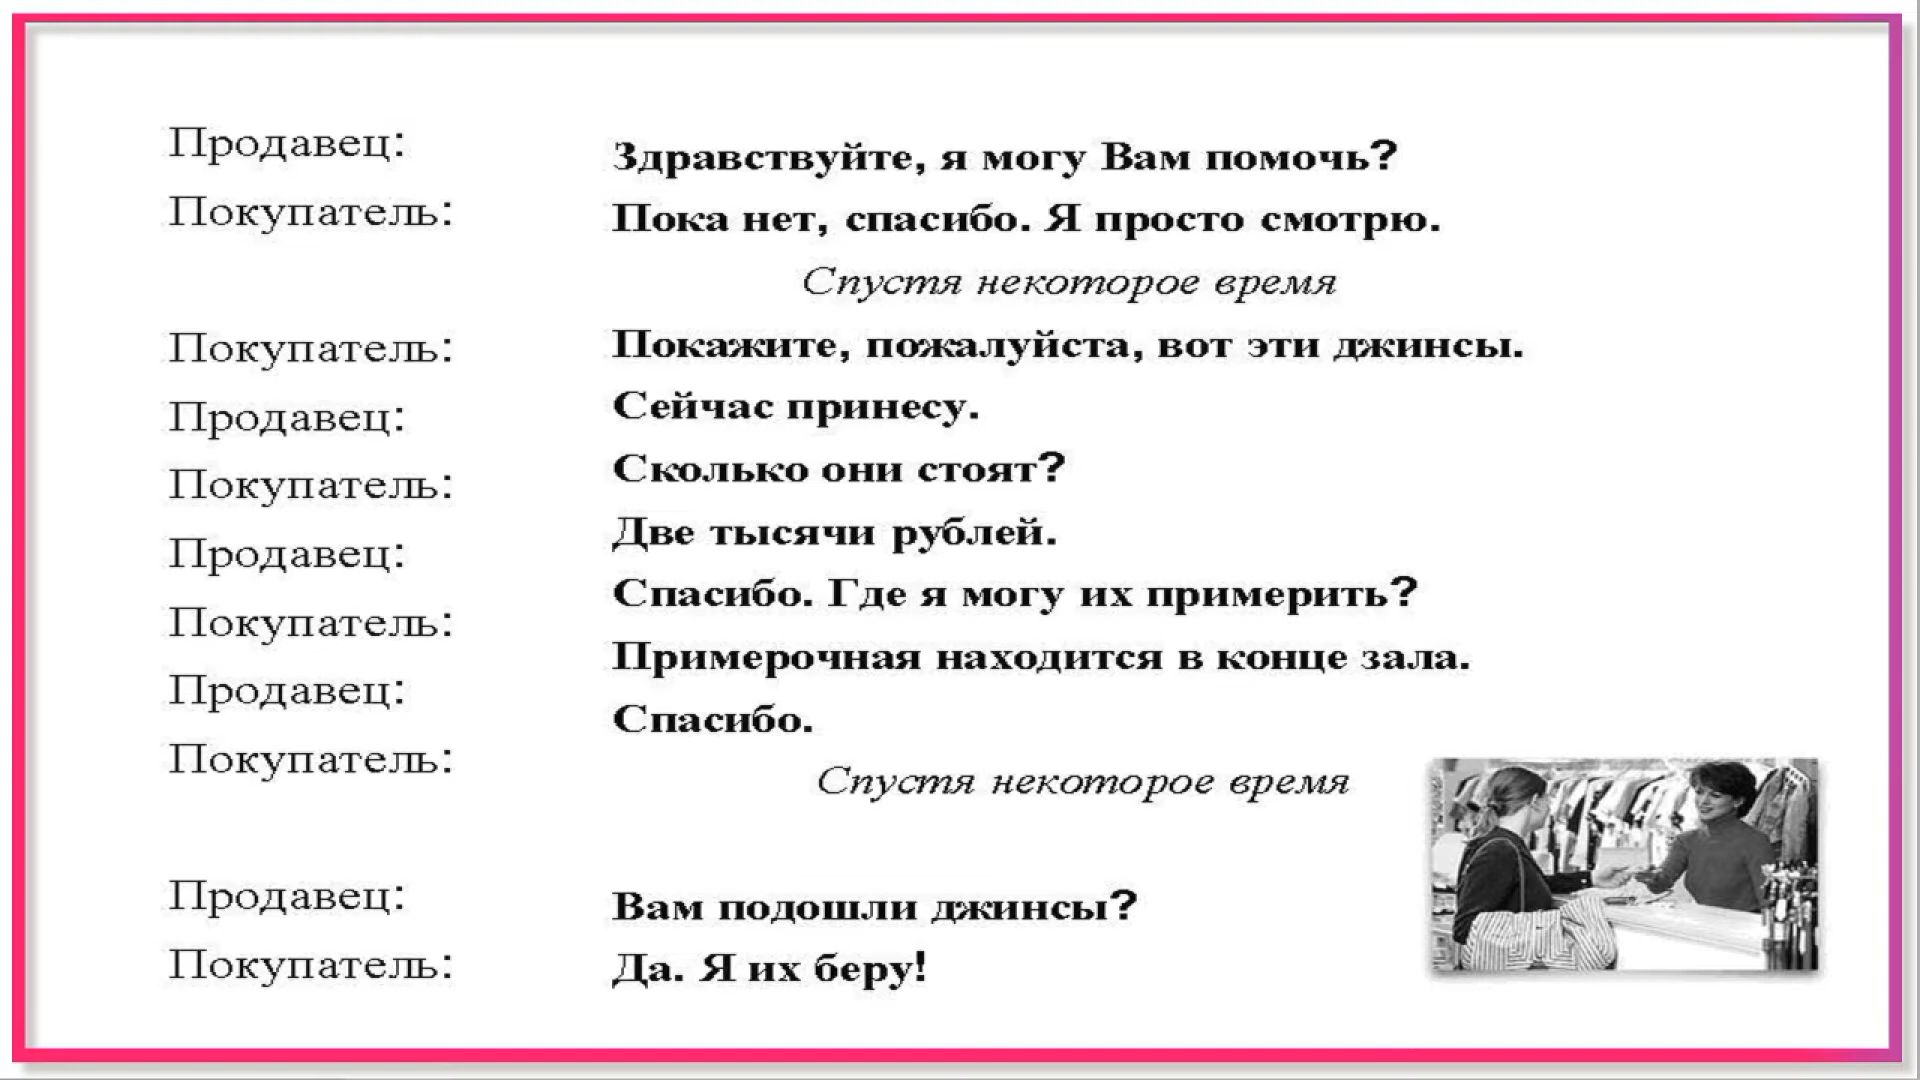 Продавец: Здравствуйте, я могу Вам помочь?
Покупатель: Пока нет, спасибо. Я просто смотрю.
Спустя некоторое время
Покупатель: Покажите, пожалуйста, вот эти джинсы.
Продавец: Сейчас принесу.
Покупатель: Сколько они стоят?
Продавец: Две тысячи рублей.
Покупатель: Спасибо. Где я могу их примерить?
Продавец: Примерочная находится в конце зала.
Покупатель: Спасибо.
Спустя некоторое время
Продавец: Вам подошли джинсы?
Покупатель: Да. Я их беру!